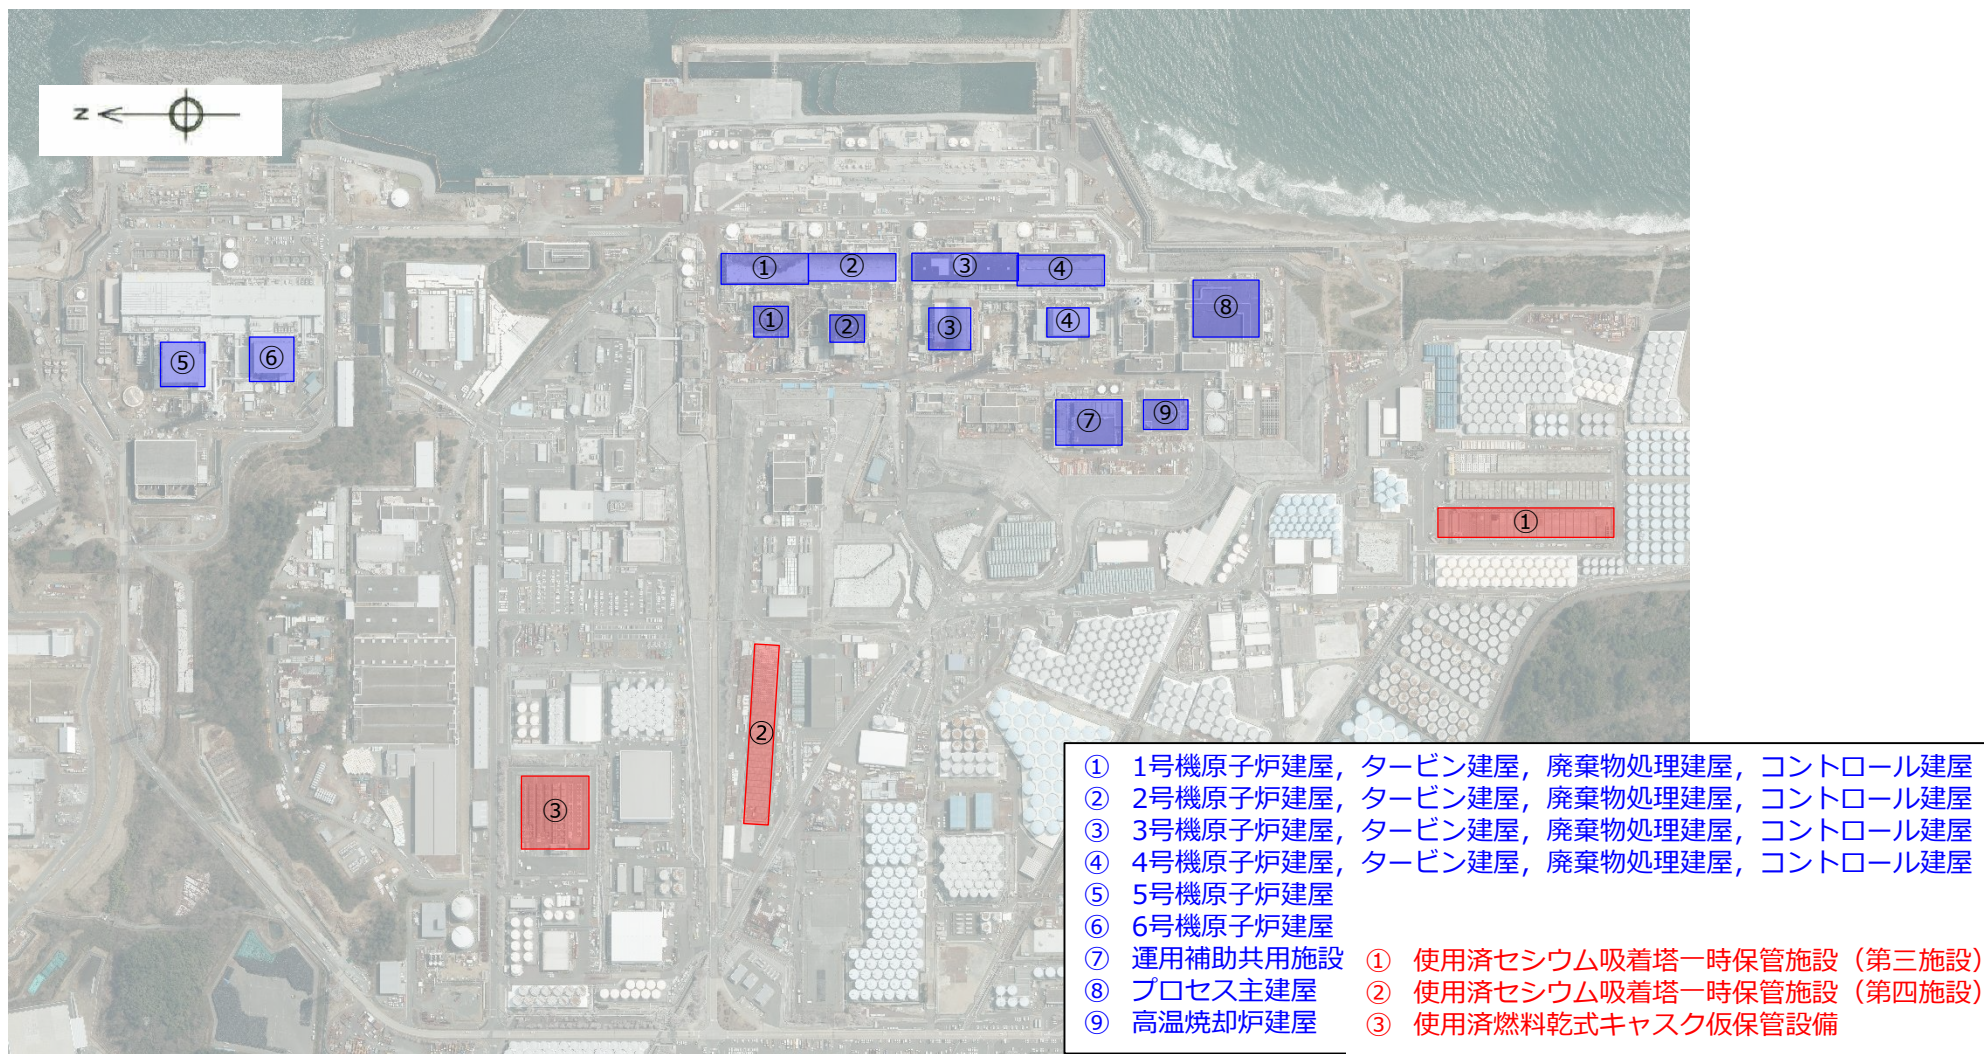 N
① ② ③ ④
⑧
① ② ③ ④
⑤ ⑥
⑦ ⑨
①
②
③
① 1号機原子炉建屋，タービン建屋，廃棄物処理建屋，コントロール建屋
② 2号機原子炉建屋，タービン建屋，廃棄物処理建屋，コントロール建屋
③ 3号機原子炉建屋，タービン建屋，廃棄物処理建屋，コントロール建屋
④ 4号機原子炉建屋，タービン建屋，廃棄物処理建屋，コントロール建屋
⑤ 5号機原子炉建屋
⑥ 6号機原子炉建屋
⑦ 運用補助共用施設
⑧ プロセス主建屋
⑨ 高温焼却炉建屋
① 使用済セシウム吸着塔一時保管施設（第三施設）
② 使用済セシウム吸着塔一時保管施設（第四施設）
③ 使用済燃料乾式キャスク仮保管設備